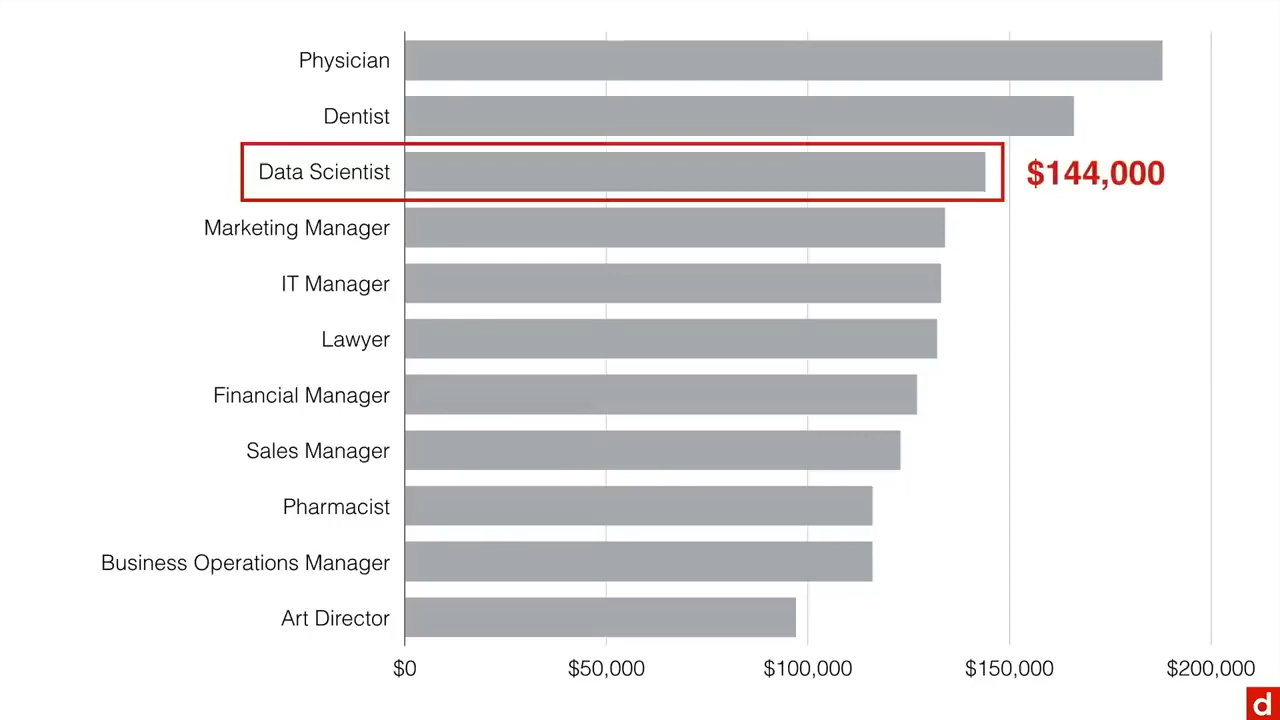 Physician
Dentist
Data Scientist
$144,000
Marketing Manager
IT Manager
Lawyer
Financial Manager
Sales Manager
Pharmacist
Business Operations Manager
Art Director
$0 $50,000 $100,000 $150,000 $200,000
d